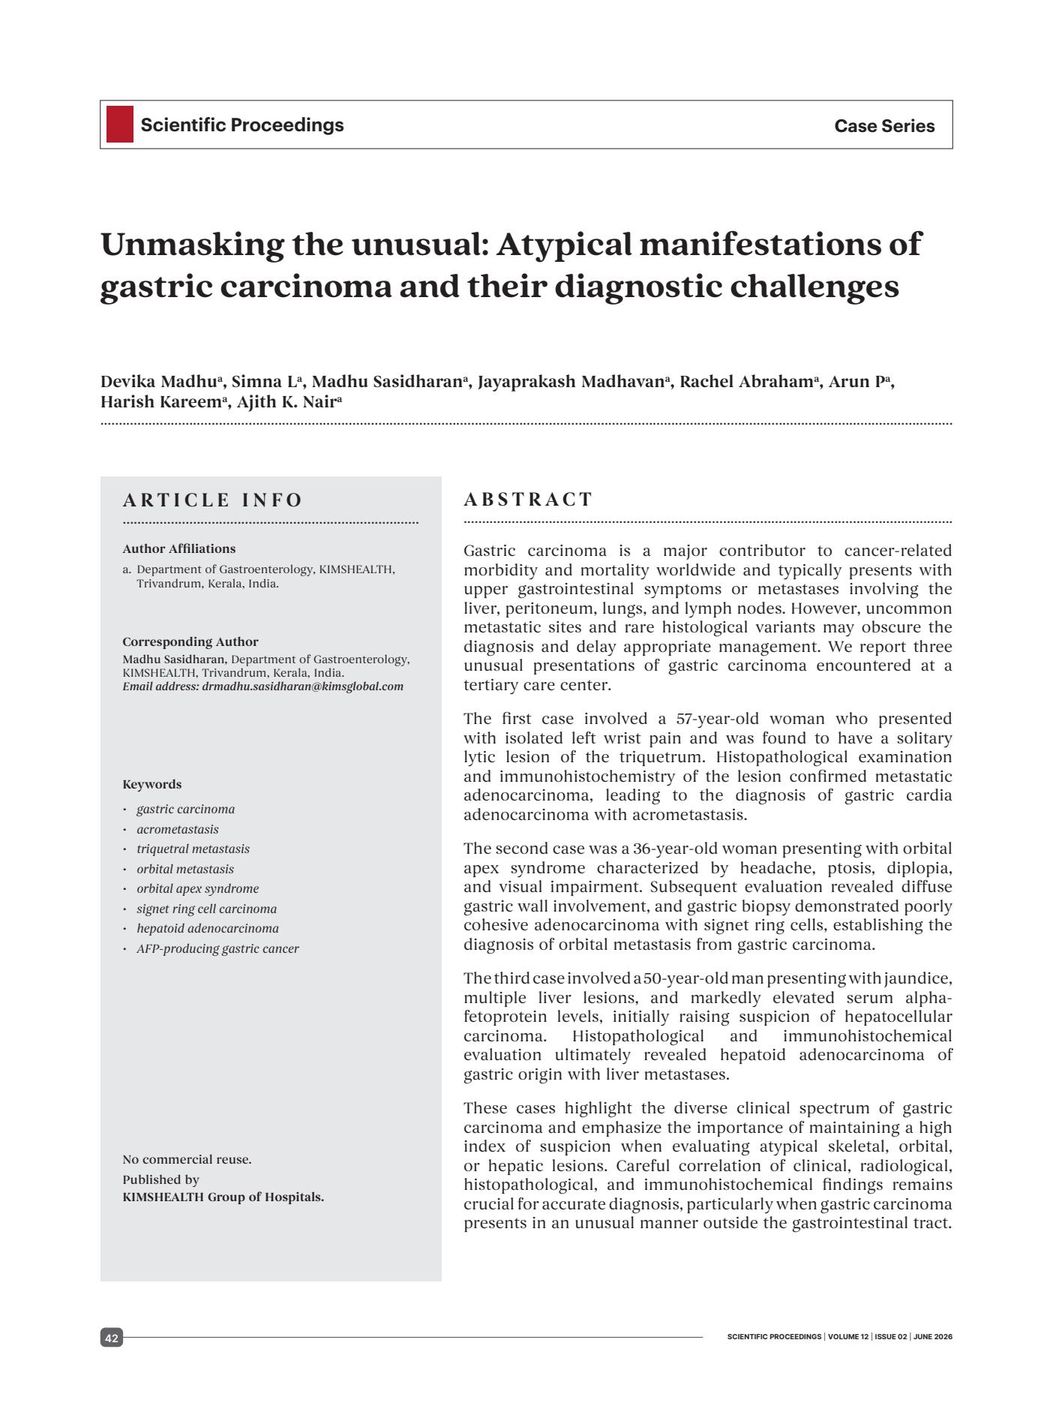 Scientific Proceedings
Case Series
Unmasking the unusual: Atypical manifestations of
gastric carcinoma and their diagnostic challenges
Devika Madhuᵃ, Simna Lᵃ, Madhu Sasidharanᵃ, Jayaprakash Madhavanᵃ, Rachel Abrahamᵃ, Arun Pᵃ,
Harish Kareemᵃ, Ajith K. Nairᵃ
ARTICLE INFO
Author Affiliations
a. Department of Gastroenterology, KIMSHEALTH,
Trivandrum, Kerala, India.
Corresponding Author
Madhu Sasidharan, Department of Gastroenterology,
KIMSHEALTH, Trivandrum, Kerala, India.
Email address: drmadhu.sasidharan@kimsglobal.com
Keywords
• gastric carcinoma
• acrometastasis
• triquetral metastasis
• orbital metastasis
• orbital apex syndrome
• signet ring cell carcinoma
• hepatoid adenocarcinoma
• AFP-producing gastric cancer
No commercial reuse.
Published by
KIMSHEALTH Group of Hospitals.
ABSTRACT
Gastric carcinoma is a major contributor to cancer-related
morbidity and mortality worldwide and typically presents with
upper gastrointestinal symptoms or metastases involving the
liver, peritoneum, lungs, and lymph nodes. However, uncommon
metastatic sites and rare histological variants may obscure the
diagnosis and delay appropriate management. We report three
unusual presentations of gastric carcinoma encountered at a
tertiary care center.
The first case involved a 57-year-old woman who presented
with isolated left wrist pain and was found to have a solitary
lytic lesion of the triquetrum. Histopathological examination
and immunohistochemistry of the lesion confirmed metastatic
adenocarcinoma, leading to the diagnosis of gastric cardia
adenocarcinoma with acrometastasis.
The second case was a 36-year-old woman presenting with orbital
apex syndrome characterized by headache, ptosis, diplopia,
and visual impairment. Subsequent evaluation revealed diffuse
gastric wall involvement, and gastric biopsy demonstrated poorly
cohesive adenocarcinoma with signet ring cells, establishing the
diagnosis of orbital metastasis from gastric carcinoma.
The third case involved a 50-year-old man presenting with jaundice,
multiple liver lesions, and markedly elevated serum alpha-
fetoprotein levels, initially raising suspicion of hepatocellular
carcinoma. Histopathological and immunohistochemical
evaluation ultimately revealed hepatoid adenocarcinoma of
gastric origin with liver metastases.
These cases highlight the diverse clinical spectrum of gastric
carcinoma and emphasize the importance of maintaining a high
index of suspicion when evaluating atypical skeletal, orbital,
or hepatic lesions. Careful correlation of clinical, radiological,
histopathological, and immunohistochemical findings remains
crucial for accurate diagnosis, particularly when gastric carcinoma
presents in an unusual manner outside the gastrointestinal tract.
42
SCIENTIFIC PROCEEDINGS | VOLUME 12 | ISSUE 02 | JUNE 2026